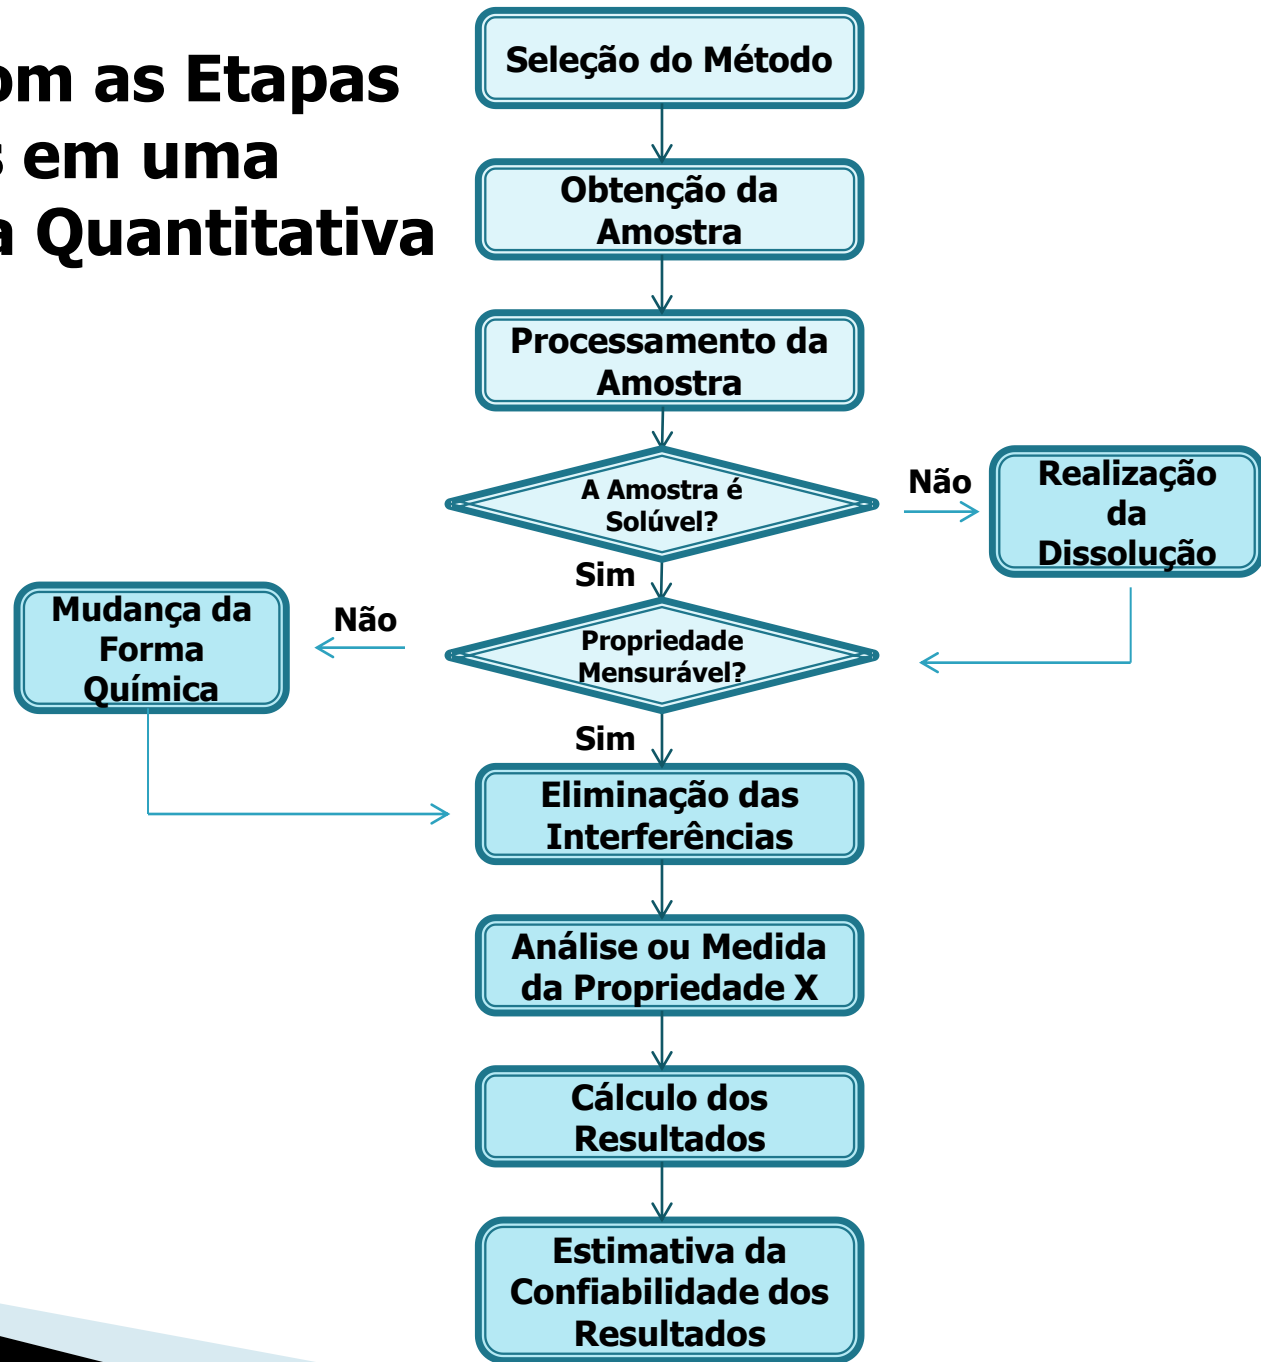 om as Etapas
s em uma
a Quantitativa
Seleção do Método
Obtenção da
Amostra
Processamento da
Amostra
A Amostra é
Solúvel?
Não
Realização
da
Dissolução
Sim
Propriedade
Mensurável?
Não
Mudança da
Forma
Química
Sim
Eliminação das
Interferências
Análise ou Medida
da Propriedade X
Cálculo dos
Resultados
Estimativa da
Confiabilidade dos
Resultados